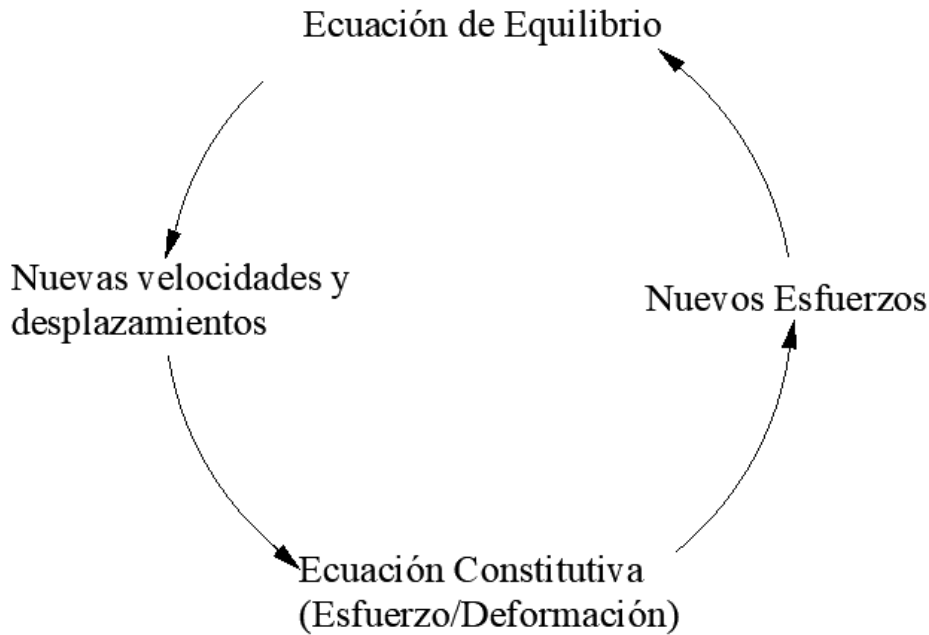 Ecuación de Equilibrio
Nuevas velocidades y
desplazamientos
Nuevos Esfuerzos
Ecuación Constitutiva
(Esfuerzo/Deformación)